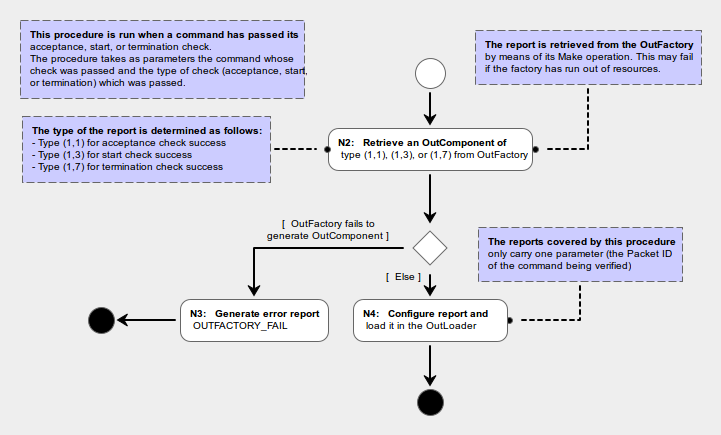 This procedure is run when a command has passed its
acceptance, start, or termination check.
The procedure takes as parameters the command whose
check was passed and the type of check (acceptance, start,
or termination) which was passed.
The report is retrieved from the OutFactory
by means of its Make operation. This may fail
if the factory has run out of resources.
The type of the report is determined as follows:
- Type (1,1) for acceptance check success
- Type (1,3) for start check success
- Type (1,7) for termination check success
N2: Retrieve an OutComponent of
type (1,1), (1,3), or (1,7) from OutFactory
[ OutFactory fails to
generate OutComponent ]
[ Else ]
The reports covered by this procedure
only carry one parameter (the Packet ID
of the command being verified)
N3: Generate error report
OUTFACTORY_FAIL
N4: Configure report and
load it in the OutLoader